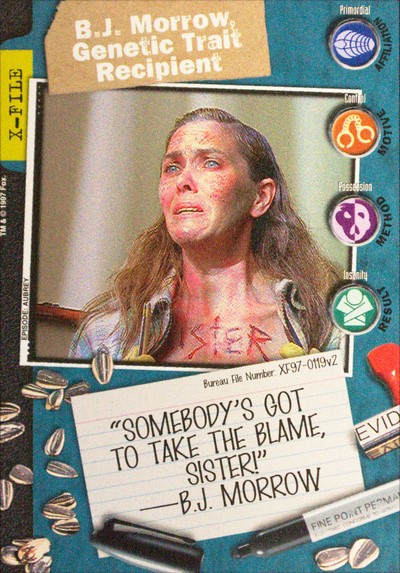 B.J. Morrow,
Genetic Trait
Recipient
X-FILE
TM & © 1997 Fox.
EPISODE: AUBREY
Primordial
AFFILIATION
Control
MOTIVE
Possession
METHOD
Insanity
RESULT
STER
Bureau File Number: XF97-0119v2
"SOMEBODY'S GOT
TO TAKE THE BLAME,
SISTER!"
—B.J. MORROW
EVID
FINE POINT PERMA